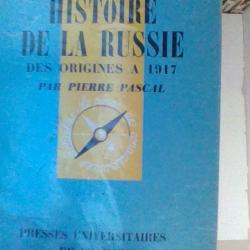 HISTOIRE
DE LA RUSSIE
DES ORIGINES A 1917
PAR PIERRE PASCAL
PRESSES UNIVERSITAIRES